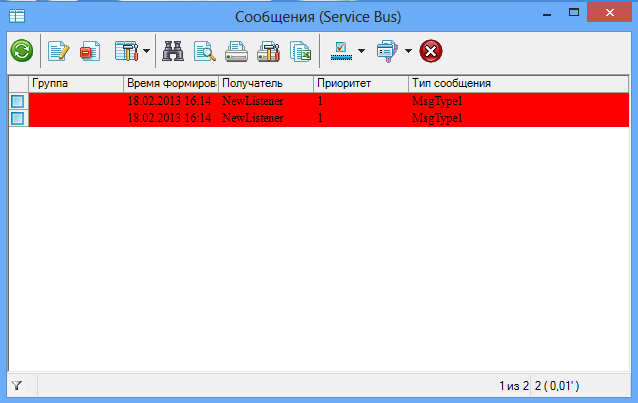 Сообщения (Service Bus)
Группа Время формиров Получатель Приоритет Тип сообщения
18.02.2013 16:14 NewListener 1 MsgType1
18.02.2013 16:14 NewListener 1 MsgType1
1 из 2 2 ( 0,01' )